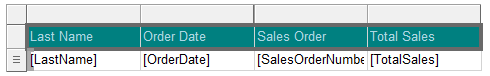 Last Name Order Date Sales Order Total Sales
[LastName] [OrderDate] [SalesOrderNumbe [TotalSales]